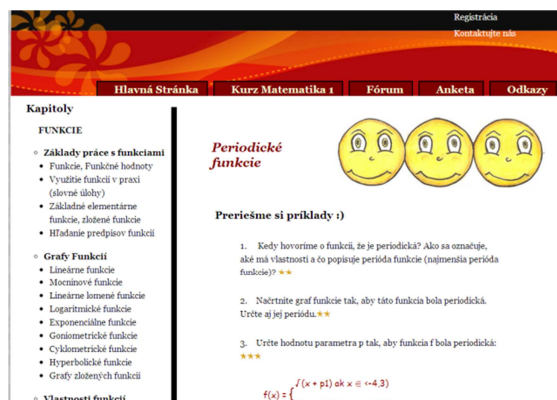 Registrácia
Kontaktujte nás
Hlavná Stránka
Kurz Matematika 1
Fórum
Anketa
Odkazy
Kapitoly
FUNKCIE
Základy práce s funkciami
Funkcie, Funkčné hodnoty
Využitie funkcií v praxi
(slovné úlohy)
Základné elementárne
funkcie, zložené funkcie
Hľadanie predpisov funkcií
Grafy Funkcií
Lineárne funkcie
Mocninové funkcie
Lineárne lomené funkcie
Logaritmické funkcie
Exponenciálne funkcie
Goniometrické funkcie
Cyklometrické funkcie
Hyperbolické funkcie
Grafy zložených funkcií
Vlastnosti funkcií
Periodické
funkcie
Preriešme si príklady :)
1. Kedy hovoríme o funkcii, že je periodická? Ako sa označuje,
aké má vlastnosti a čo popisuje perióda funkcie (najmenšia perióda
funkcie)? ★★
2. Načrtnite graf funkcie tak, aby táto funkcia bola periodická.
Určte aj jej periódu.★★
3. Určte hodnotu parametra p tak, aby funkcia f bola periodická:
★★★
√(x + p1) ak x ∈ <-4,3)
f(x) = {